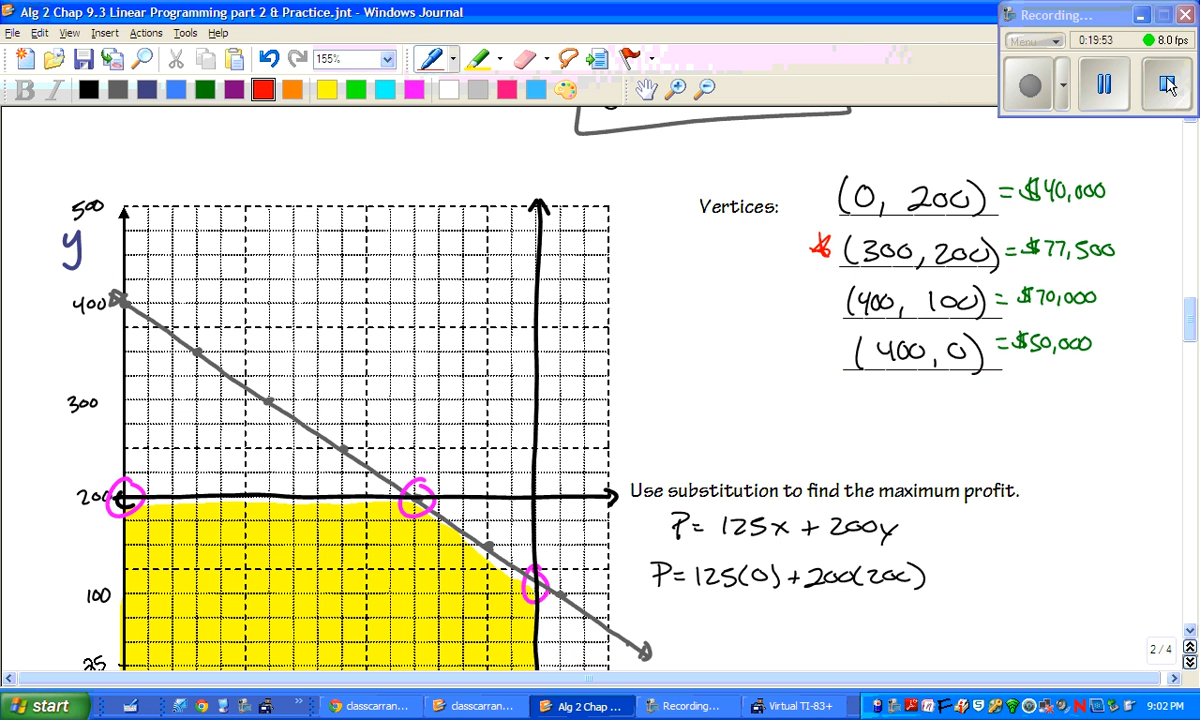 Alg 2 Chap 9.3 Linear Programming part 2 & Practice.jnt - Windows Journal
File Edit View Insert Actions Tools Help
155%
B I
Recording...
Menu 0:19:53 8.0 fps
Vertices:
(0, 200) = $40,000
(300, 200) = $77,500
(400, 100) = $70,000
(400, 0) = $50,000
y
500
400
300
200
100
25
Use substitution to find the maximum profit.
P = 125x + 200y
P = 125(0) + 200(200)
2 / 4
start classcarran... classcarran... Alg 2 Chap ... Recording... Virtual TI-83+ 9:02 PM